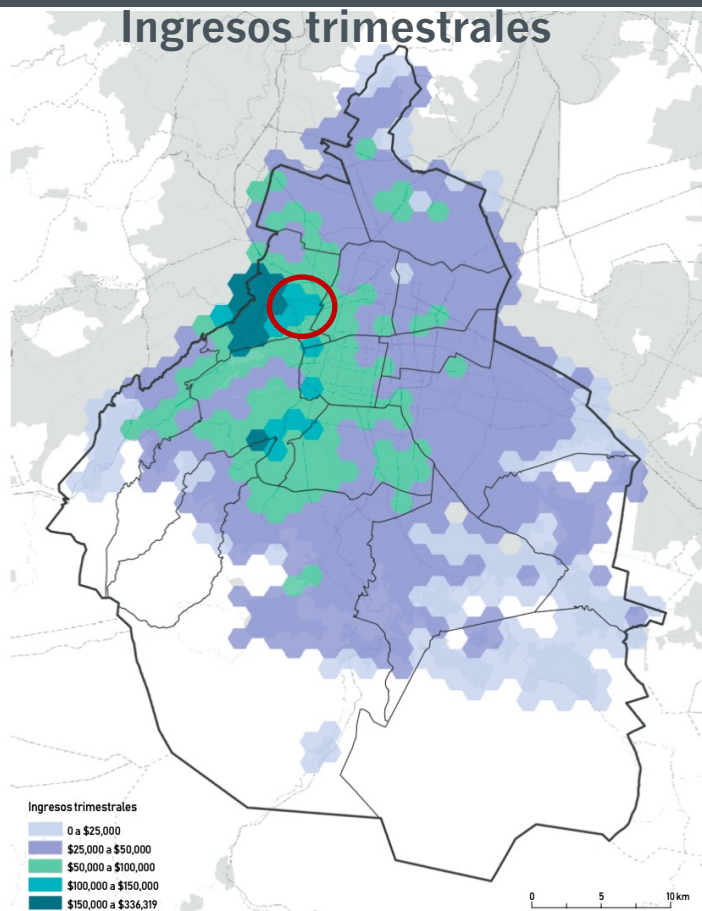 Ingresos trimestrales
Ingresos trimestrales
0 a $25,000
$25,000 a $50,000
$50,000 a $100,000
$100,000 a $150,000
$150,000 a $336,319
0 5 10 km